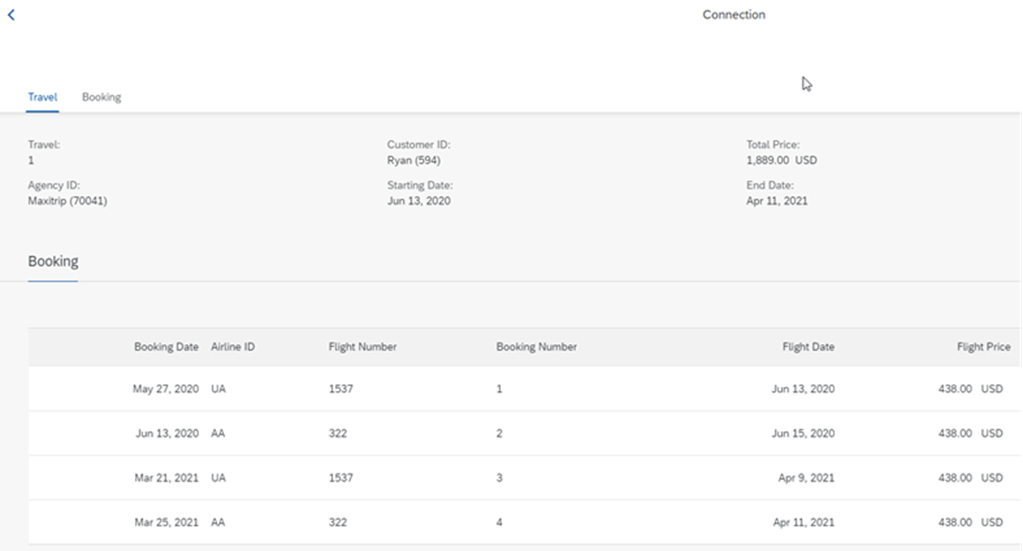 Connection
Travel Booking
Travel: Customer ID: Total Price:
1 Ryan (594) 1,889.00 USD
Agency ID: Starting Date: End Date:
Maxitrip (70041) Jun 13, 2020 Apr 11, 2021
Booking
Booking Date Airline ID Flight Number Booking Number Flight Date Flight Price
May 27, 2020 UA 1537 1 Jun 13, 2020 438.00 USD
Jun 13, 2020 AA 322 2 Jun 15, 2020 438.00 USD
Mar 21, 2021 UA 1537 3 Apr 9, 2021 438.00 USD
Mar 25, 2021 AA 322 4 Apr 11, 2021 438.00 USD